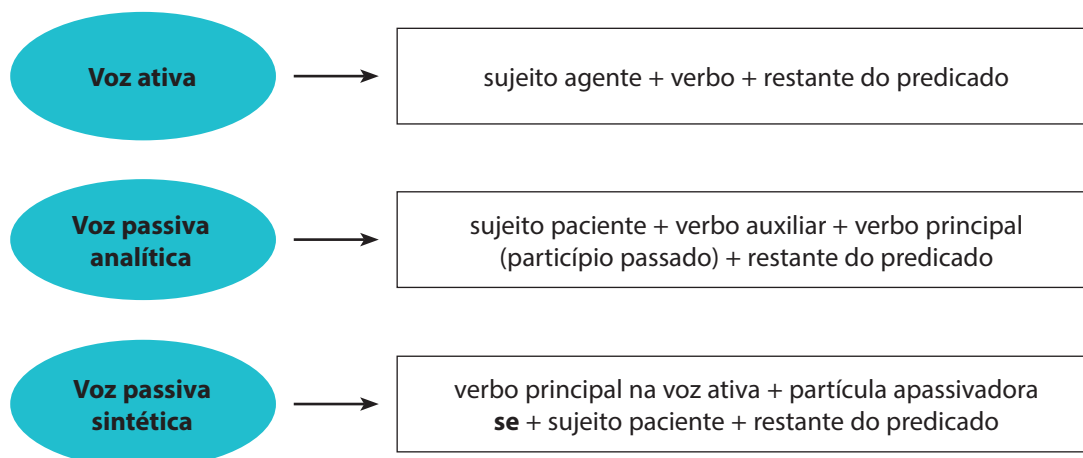 Voz ativa
sujeito agente + verbo + restante do predicado
Voz passiva
analítica
sujeito paciente + verbo auxiliar + verbo principal
(particípio passado) + restante do predicado
Voz passiva
sintética
verbo principal na voz ativa + partícula apassivadora
se + sujeito paciente + restante do predicado